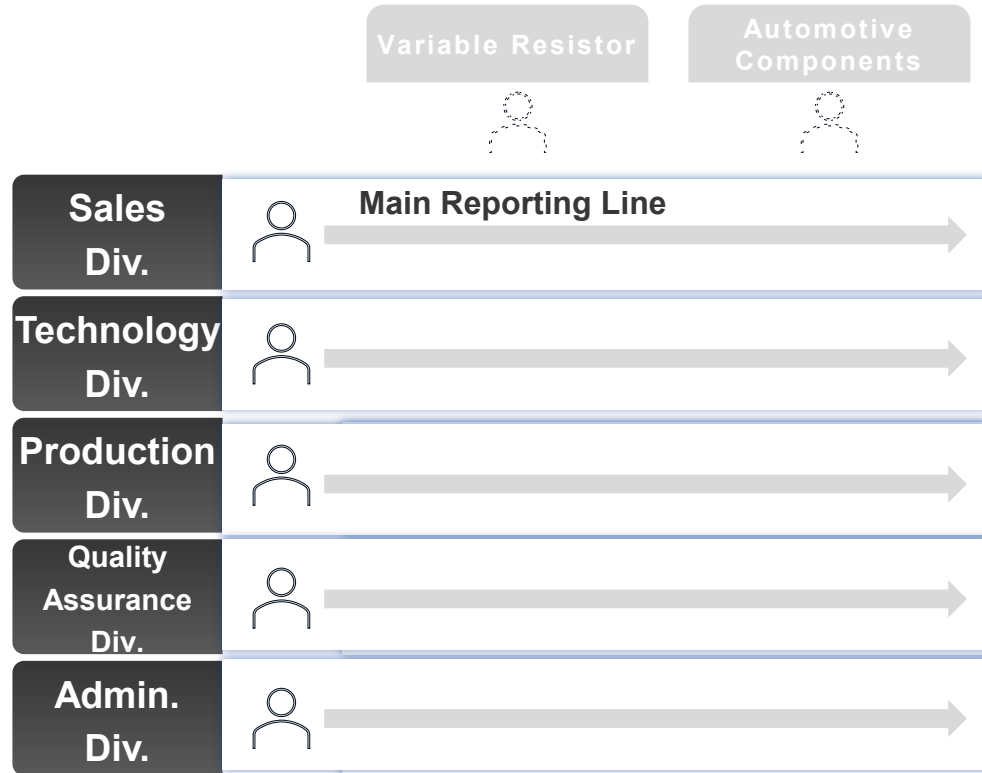 Variable Resistor
Automotive
Components
Main Reporting Line
Sales
Div.
Technology
Div.
Production
Div.
Quality
Assurance
Div.
Admin.
Div.